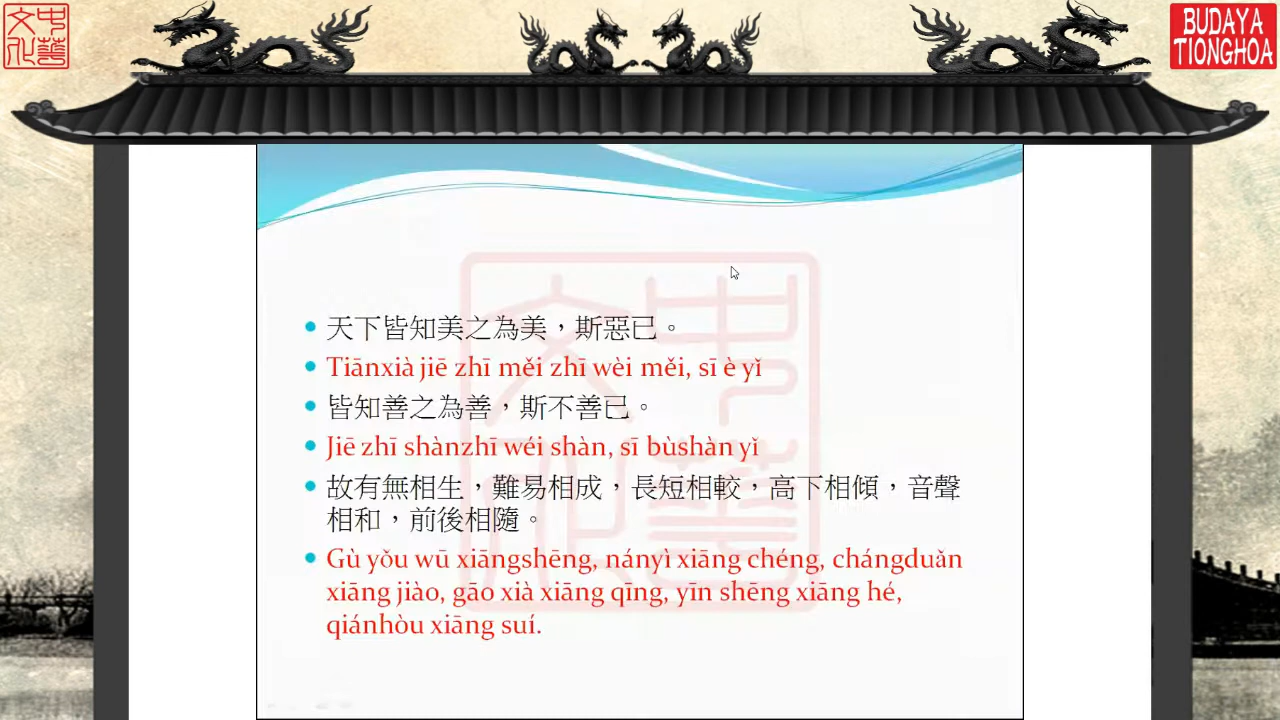 BUDAYA
TIONGHOA
天下皆知美之為美，斯惡已。
Tiānxià jiē zhī měi zhī wèi měi, sī è yǐ
皆知善之為善，斯不善已。
Jiē zhī shànzhī wéi shàn, sī bùshàn yǐ
故有無相生，難易相成，長短相較，高下相傾，音聲
相和，前後相隨。
Gù yǒu wū xiāngshēng, nányì xiāng chéng, chángduǎn
xiāng jiào, gāo xià xiāng qīng, yīn shēng xiāng hé,
qiánhòu xiāng suí.